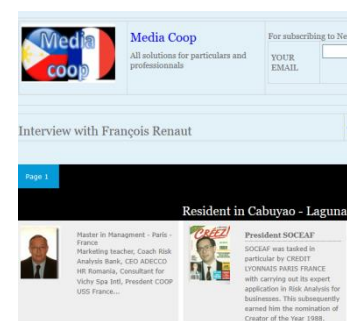 Media
coop
Media Coop
All solutions for particulars and
professionnals
For subscribing to Ne
YOUR
EMAIL
Interview with François Renaut
Page 1
Resident in Cabuyao - Laguna
Master in Managment - Paris -
France
Marketing teacher, Coach Risk
Analysis Bank, CEO ADECCO
HR Romania, Consultant for
Vichy Spa Intl, President COOP
USS France...
CREEZ
President SOCEAF
SOCEAF was tasked in
particular by CREDIT
LYONNAIS PARIS FRANCE
with carrying out its expert
application in Risk Analysis for
businesses. This subsequently
earned him the nomination of
Creator of the Year 1988.